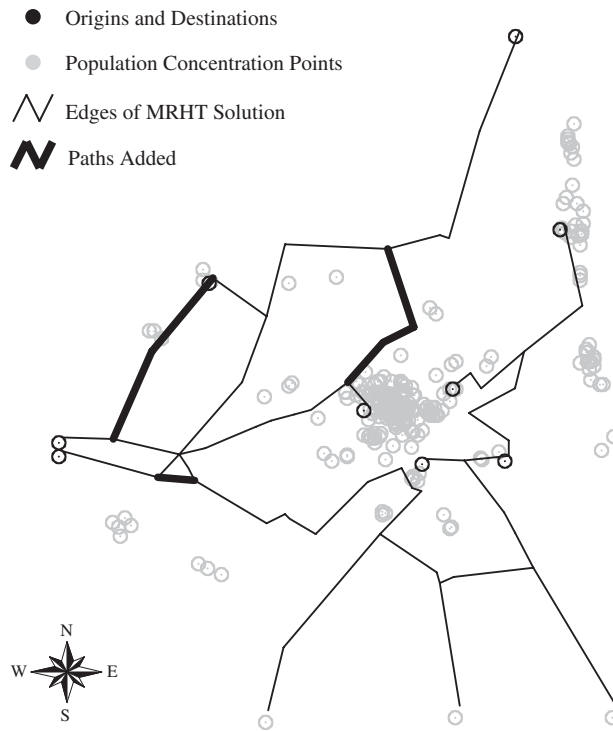 Origins and Destinations
Population Concentration Points
Edges of MRHT Solution
Paths Added
N
W E
S